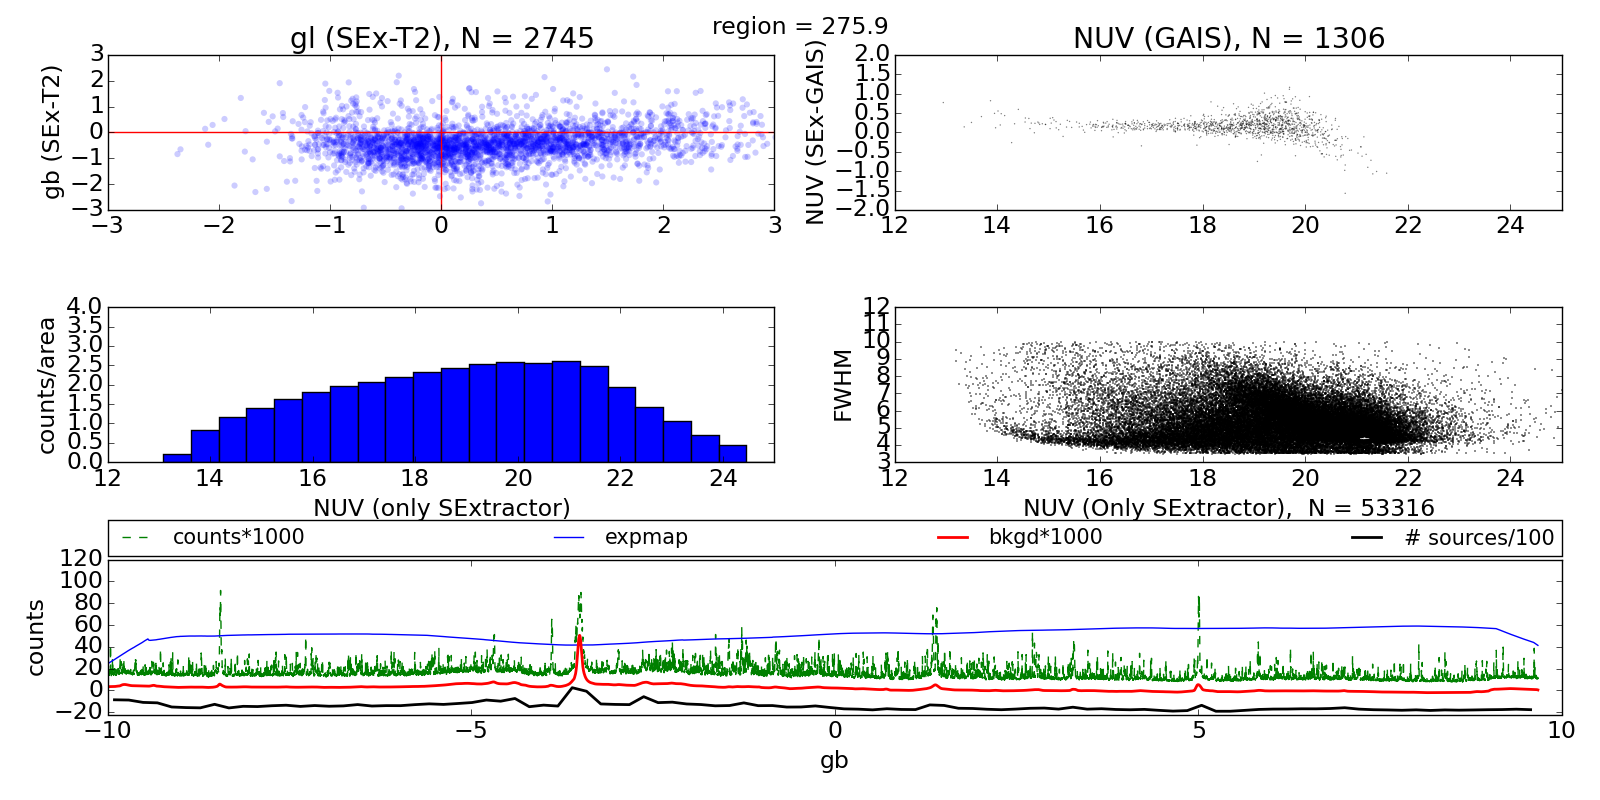 region = 275.9
gl (SEx-T2), N = 2745
gb (SEx-T2)
3
2
1
0
−1
−2
−3
−3 −2 −1 0 1 2 3
NUV (GAIS), N = 1306
NUV (SEx-GAIS)
2.0
1.5
1.0
0.5
0.0
−0.5
−1.0
−1.5
−2.0
12 14 16 18 20 22 24
counts/area
4.0
3.5
3.0
2.5
2.0
1.5
1.0
0.5
0.0
12 14 16 18 20 22 24
NUV (only SExtractor)
FWHM
12
11
10
9
8
7
6
5
4
3
12 14 16 18 20 22 24
NUV (Only SExtractor), N = 53316
counts*1000 expmap bkgd*1000 # sources/100
counts
120
100
80
60
40
20
0
−20
−10 −5 0 5 10
gb